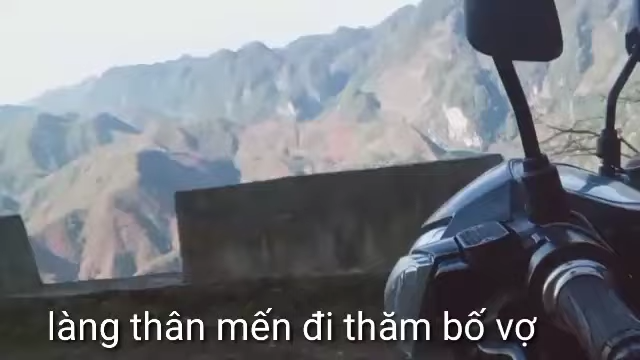 làng thân mến đi thăm bố vợ